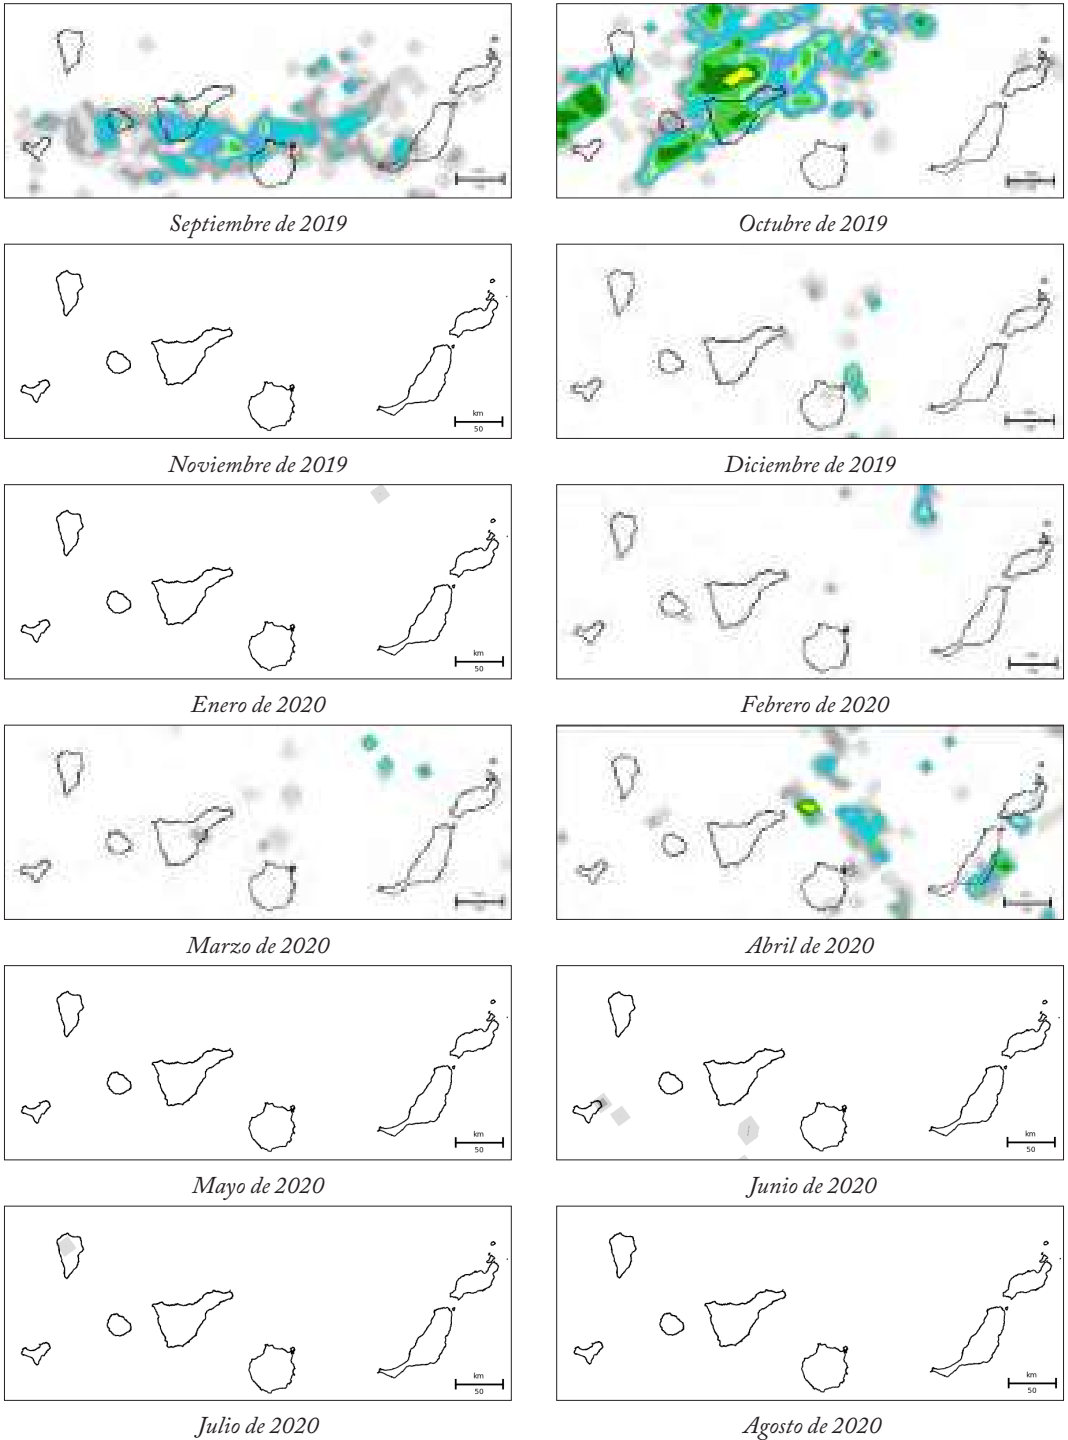 Septiembre de 2019
Octubre de 2019
km
50
Noviembre de 2019
Diciembre de 2019
km
50
Enero de 2020
Febrero de 2020
Marzo de 2020
Abril de 2020
km
50
Mayo de 2020
km
50
Junio de 2020
km
50
Julio de 2020
km
50
Agosto de 2020